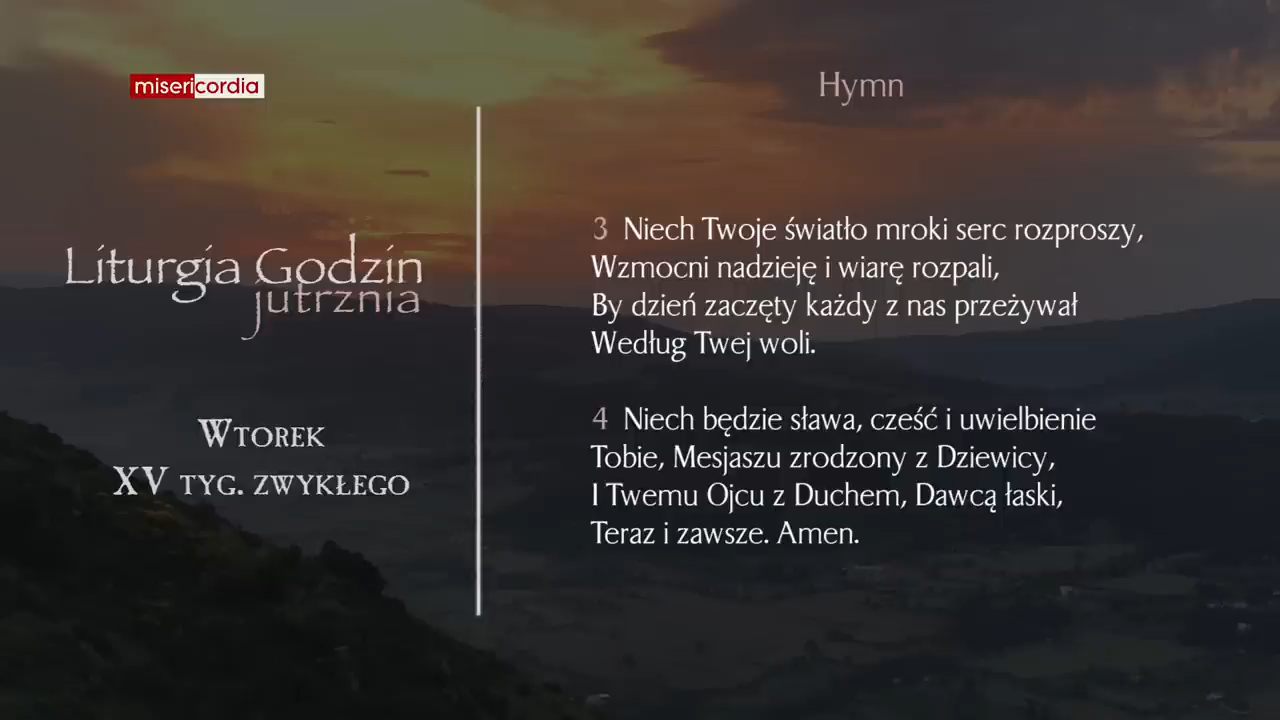 misericordia
Liturgia Godzin
jutrznia
Wtorek
XV tyg. zwykłego
Hymn
3 Niech Twoje światło mroki serc rozproszy,
Wzmocni nadzieję i wiarę rozpali,
By dzień zaczęty każdy z nas przeżywał
Według Twej woli.
4 Niech będzie sława, cześć i uwielbienie
Tobie, Mesjaszu zrodzony z Dziewicy,
I Twemu Ojcu z Duchem, Dawcą łaski,
Teraz i zawsze. Amen.